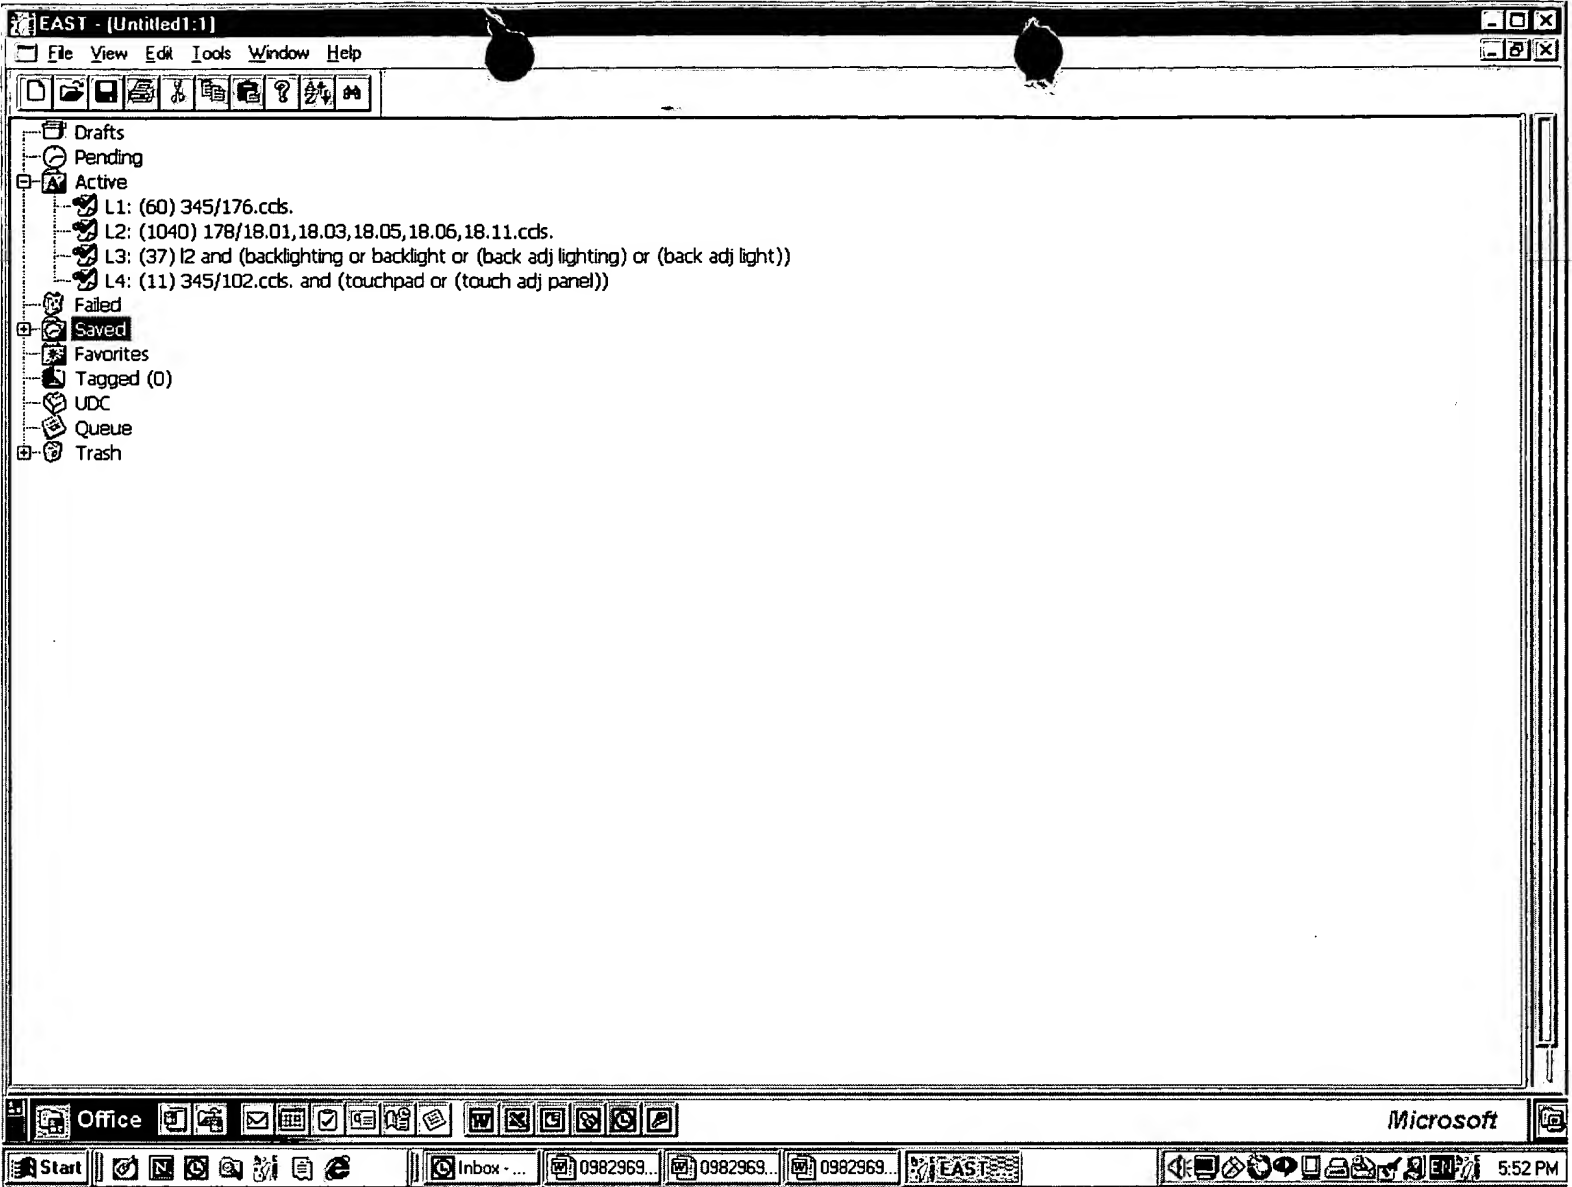 EAST - [Untitled1:1]
File View Edit Tools Window Help
Drafts
Pending
Active
L1: (60) 345/176.ccls.
L2: (1040) 178/18.01,18.03,18.05,18.06,18.11.ccls.
L3: (37) l2 and (backlighting or backlight or (back adj lighting) or (back adj light))
L4: (11) 345/102.ccls. and (touchpad or (touch adj panel))
Failed
Saved
Favorites
Tagged (0)
UDC
Queue
Trash
Office Microsoft
Start Inbox - ... 0982969... 0982969... 0982969... EAST EN 5:52 PM